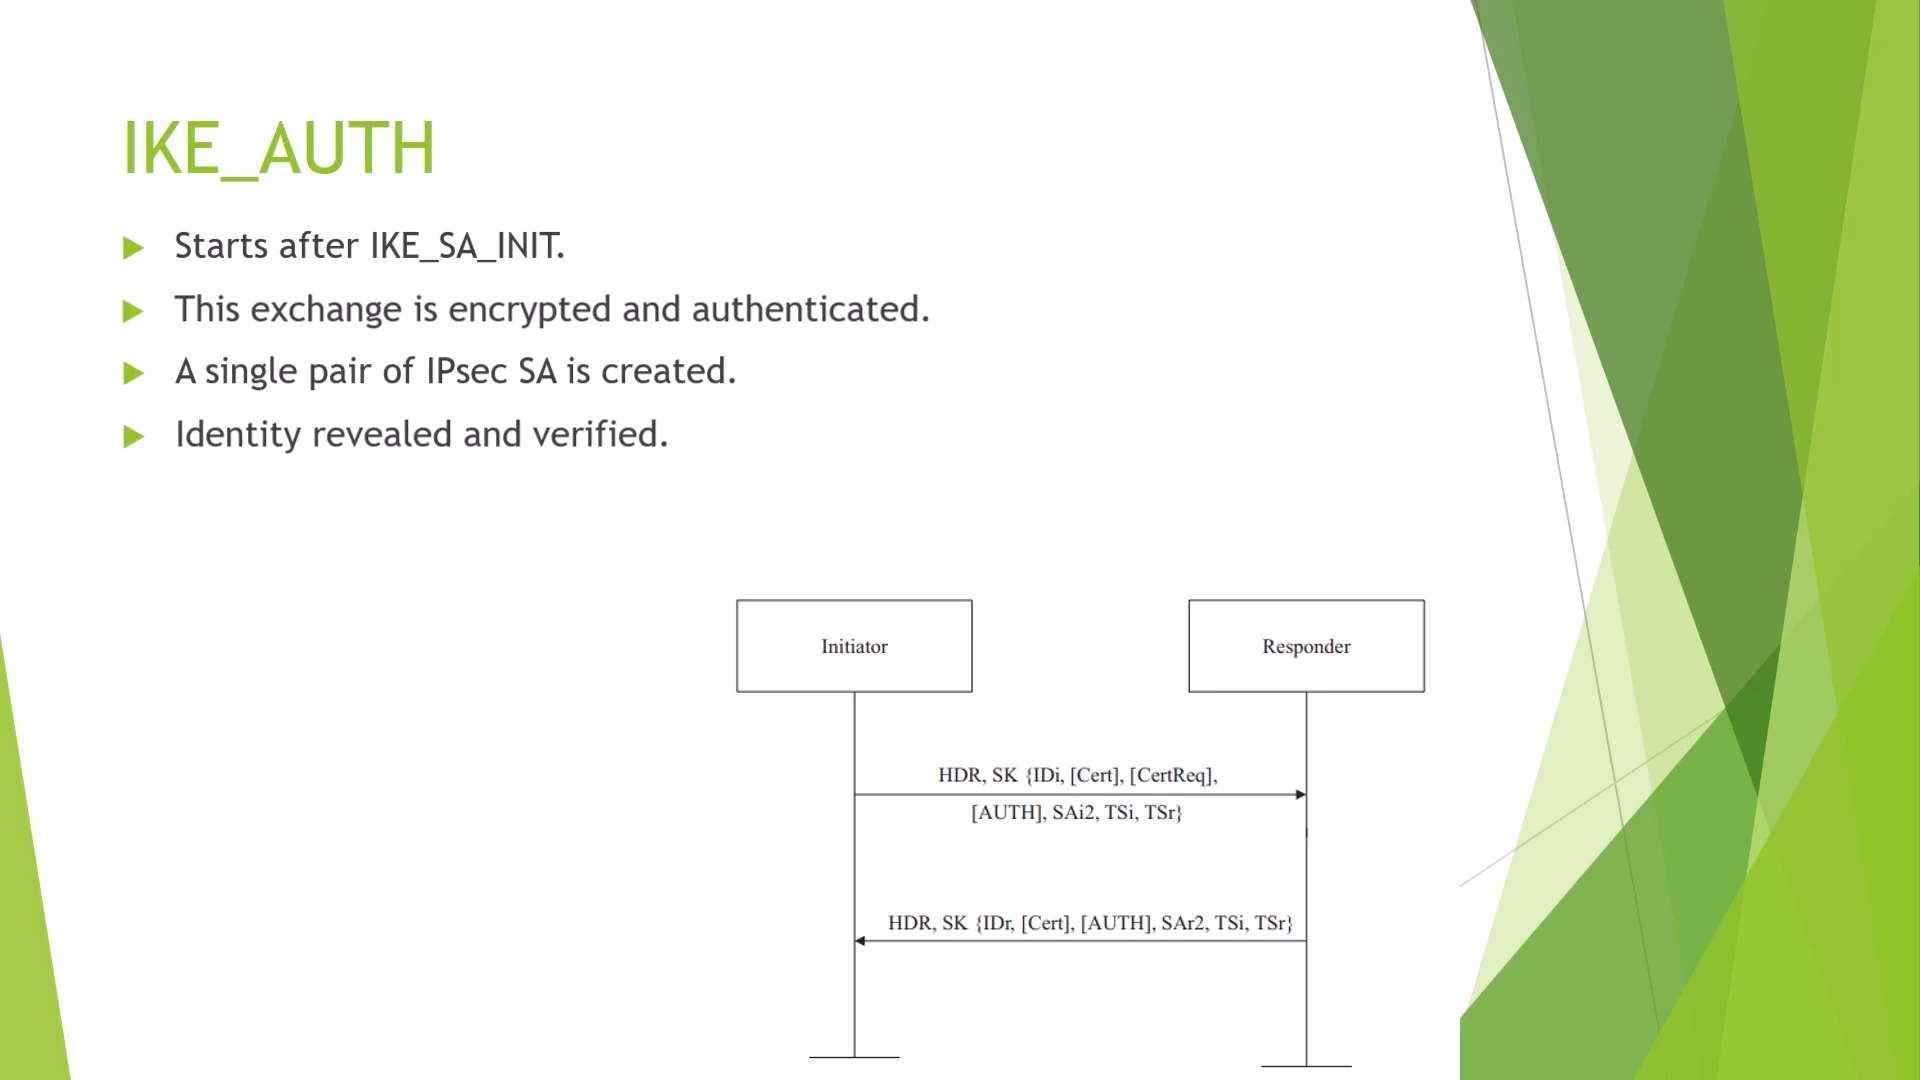 IKE_AUTH
Starts after IKE_SA_INIT.
This exchange is encrypted and authenticated.
A single pair of IPsec SA is created.
Identity revealed and verified.
Initiator
Responder
HDR, SK {IDi, [Cert], [CertReq],
[AUTH], SAi2, TSi, TSr}
HDR, SK {IDr, [Cert], [AUTH], SAr2, TSi, TSr}